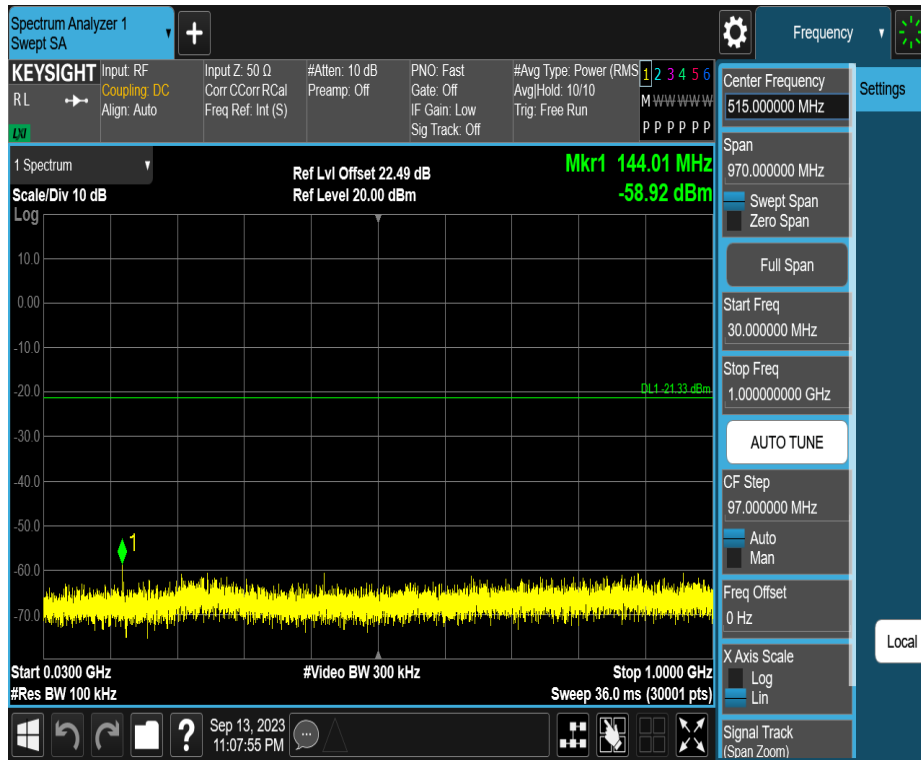 Spectrum Analyzer 1
Swept SA
+
Frequency
KEYSIGHT
R L
LXI
Input: RF
Coupling: DC
Align: Auto
Input Z: 50 Ω
Corr CCorr RCal
Freq Ref: Int (S)
#Atten: 10 dB
Preamp: Off
PNO: Fast
Gate: Off
IF Gain: Low
Sig Track: Off
#Avg Type: Power (RMS
Avg|Hold: 10/10
Trig: Free Run
1 2 3 4 5 6
M W W W W W
P P P P P P
1 Spectrum
Scale/Div 10 dB
Log
Ref Lvl Offset 22.49 dB
Ref Level 20.00 dBm
Mkr1 144.01 MHz
-58.92 dBm
10.0
0.00
-10.0
-20.0
-30.0
-40.0
-50.0
-60.0
-70.0
DL1 -21.33 dBm
1
Start 0.0300 GHz
#Res BW 100 kHz
#Video BW 300 kHz
Stop 1.0000 GHz
Sweep 36.0 ms (30001 pts)
Center Frequency
515.000000 MHz
Span
970.000000 MHz
Swept Span
Zero Span
Full Span
Start Freq
30.000000 MHz
Stop Freq
1.000000000 GHz
AUTO TUNE
CF Step
97.000000 MHz
Auto
Man
Freq Offset
0 Hz
X Axis Scale
Log
Lin
Signal Track
(Span Zoom)
Settings
Local
?
Sep 13, 2023
11:07:55 PM